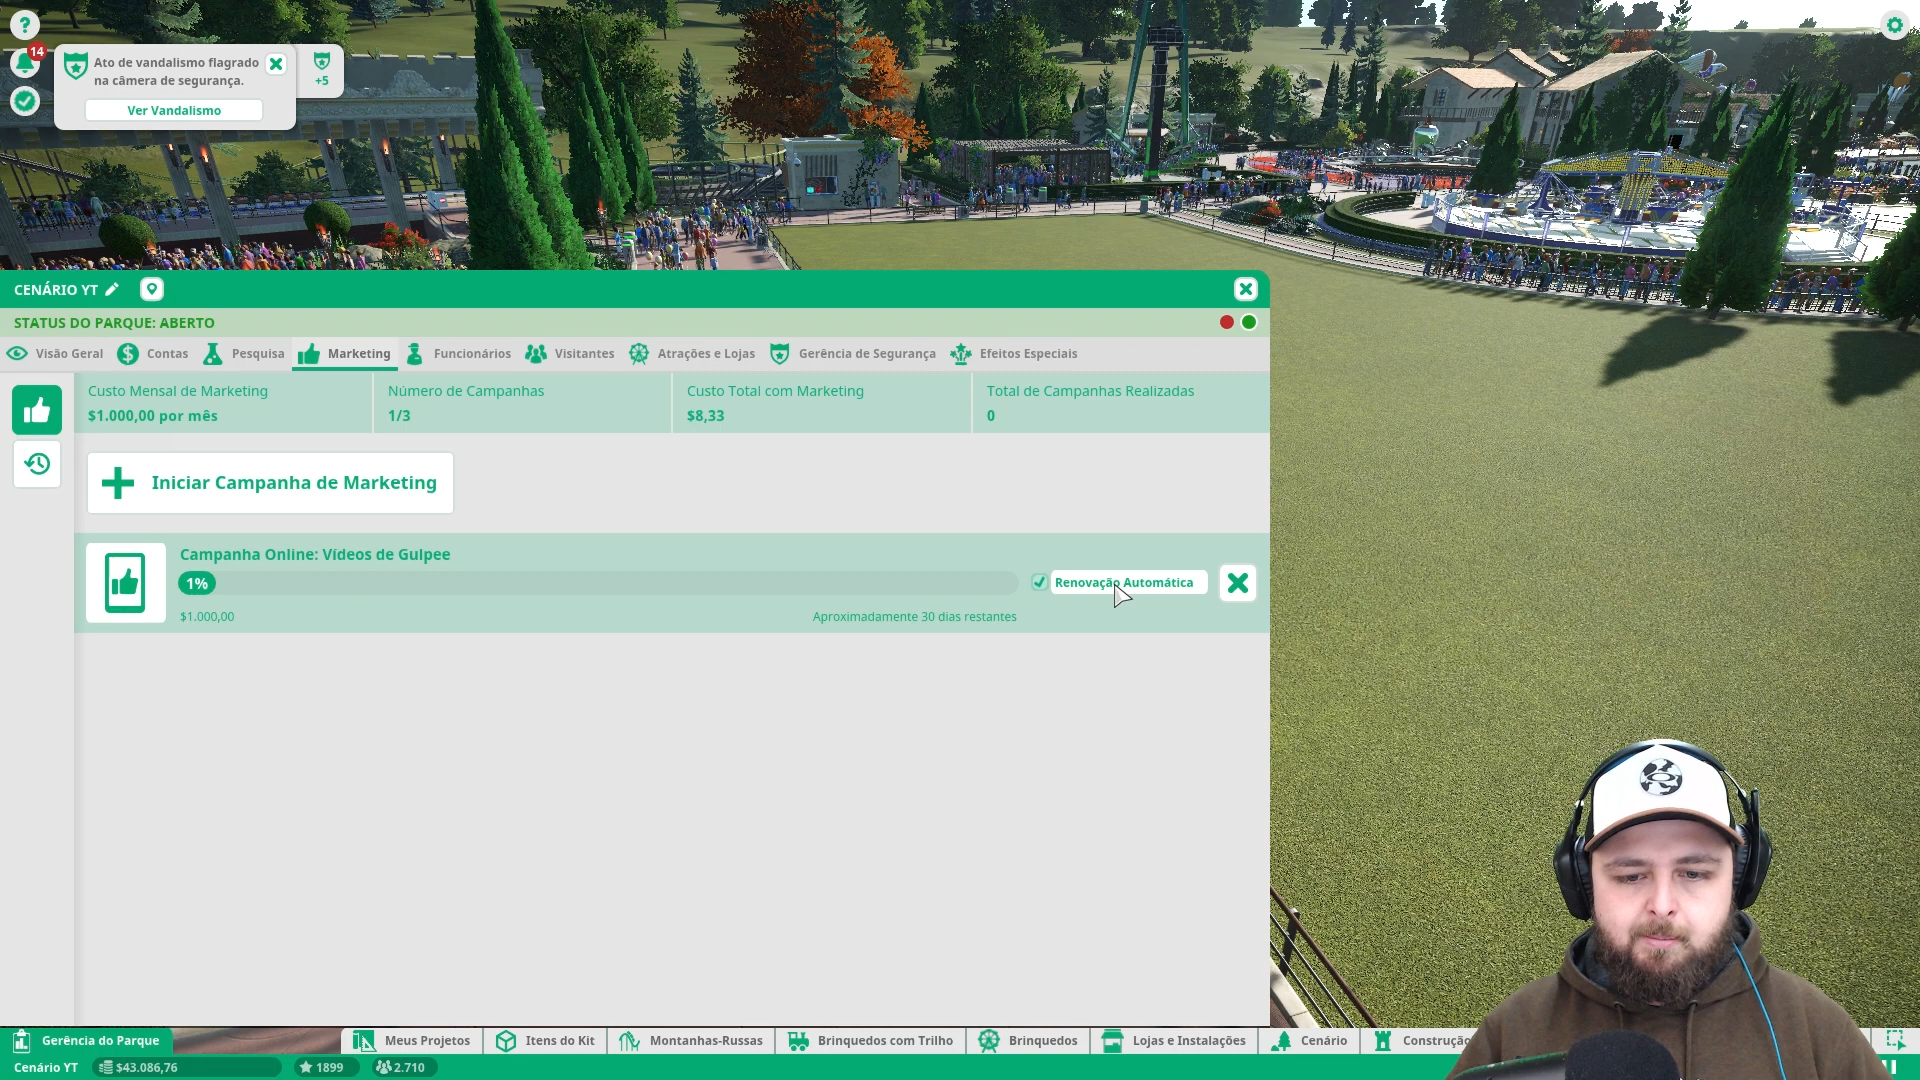 ?
14
Ato de vandalismo flagrado
na câmera de segurança.
Ver Vandalismo
+5
CENÁRIO YT
STATUS DO PARQUE: ABERTO
Visão Geral
Contas
Pesquisa
Marketing
Funcionários
Visitantes
Atrações e Lojas
Gerência de Segurança
Efeitos Especiais
Custo Mensal de Marketing
$1.000,00 por mês
Número de Campanhas
1/3
Custo Total com Marketing
$8,33
Total de Campanhas Realizadas
0
Iniciar Campanha de Marketing
Campanha Online: Vídeos de Gulpee
1%
Renovação Automática
$1.000,00
Aproximadamente 30 dias restantes
Gerência do Parque
Meus Projetos
Itens do Kit
Montanhas-Russas
Brinquedos com Trilho
Brinquedos
Lojas e Instalações
Cenário
Construção
Cenário YT
$43.086,76
1899
2.710